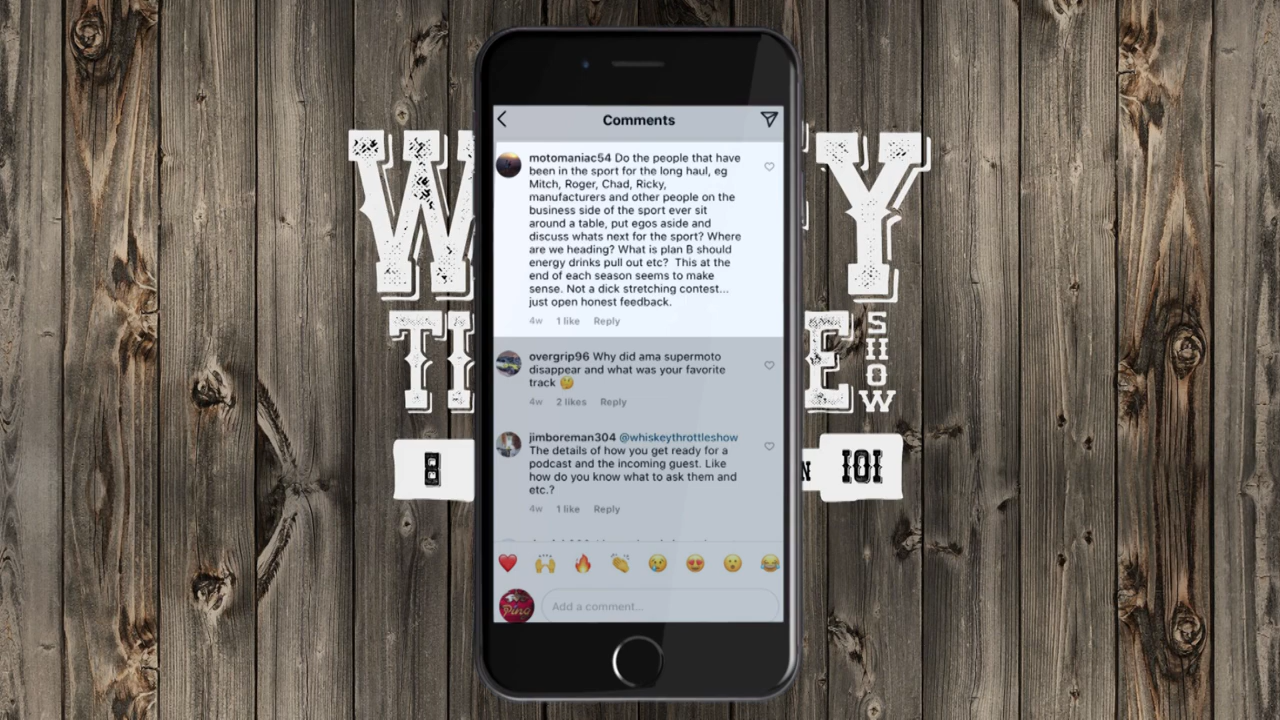 Comments
motomaniac54 Do the people that have
been in the sport for the long haul, eg
Mitch, Roger, Chad, Ricky,
manufacturers and other people on the
business side of the sport ever sit
around a table, put egos aside and
discuss whats next for the sport? Where
are we heading? What is plan B should
energy drinks pull out etc? This at the
end of each season seems to make
sense. Not a dick stretching contest...
just open honest feedback.
4w 1 like Reply
overgrip96 Why did ama supermoto
disappear and what was your favorite
track 🤔
4w 2 likes Reply
jimboreman304 @whiskeythrottleshow
The details of how you get ready for a
podcast and the incoming guest. Like
how do you know what to ask them and
etc.?
4w 1 like Reply
❤️ 🙌 🔥 👏 😢 😍 😮 😂
Pino
Add a comment...
W Y
TI E
SHOW
B N 101